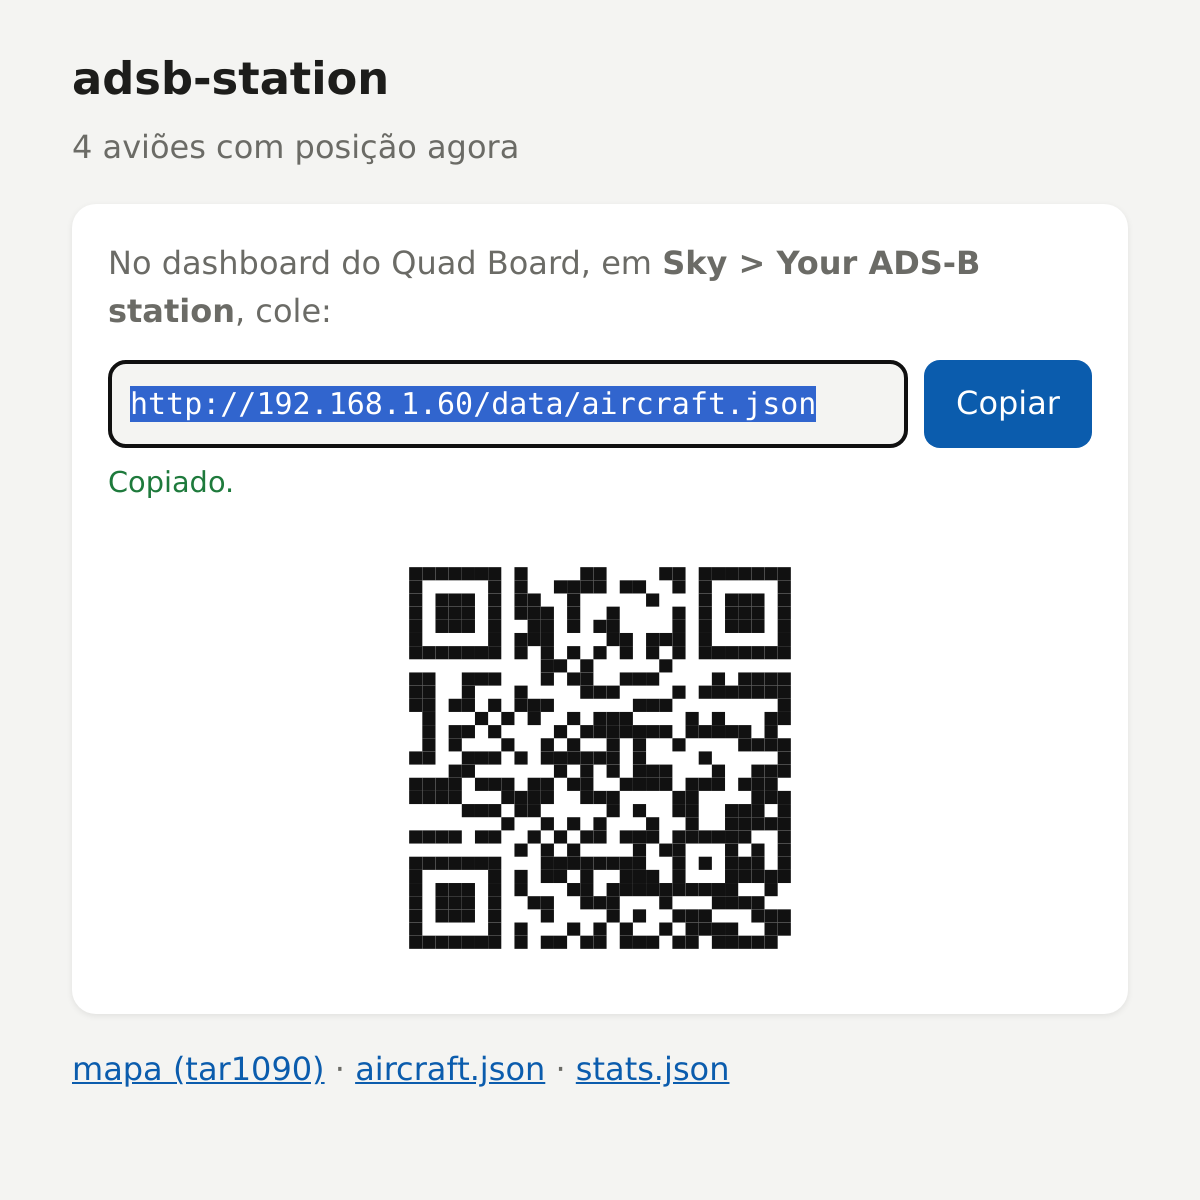 adsb-station
4 aviões com posição agora
No dashboard do Quad Board, em Sky > Your ADS-B
station, cole:
http://192.168.1.60/data/aircraft.json
Copiar
Copiado.
mapa (tar1090) · aircraft.json · stats.json